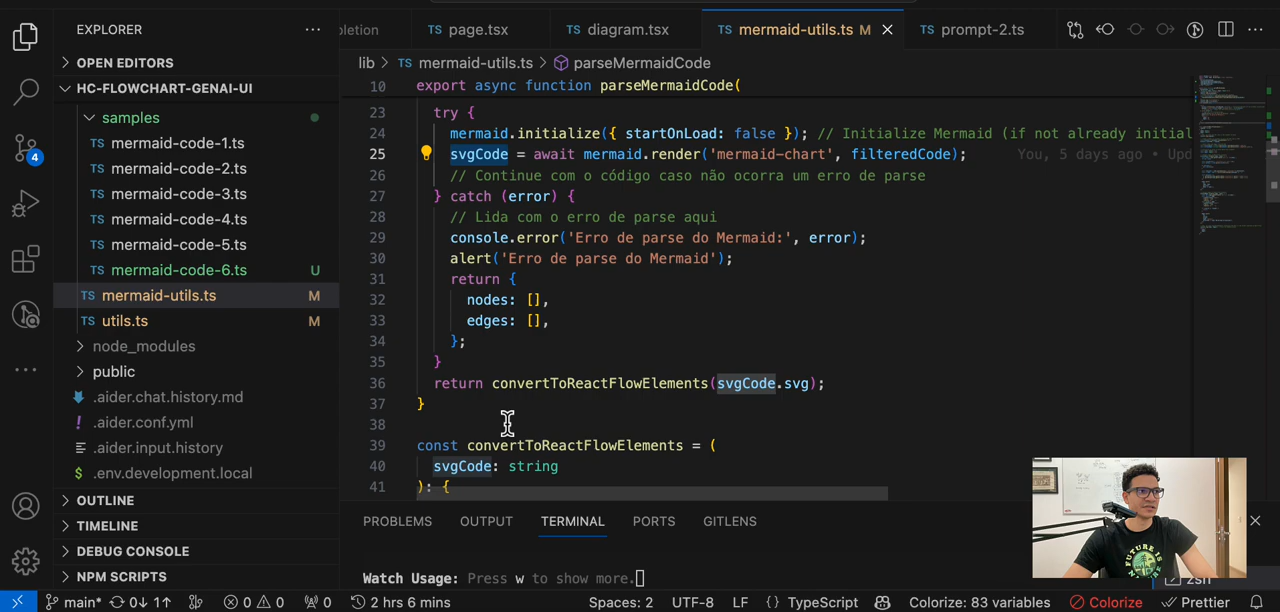 EXPLORER
pletion
TS page.tsx
TS diagram.tsx
TS mermaid-utils.ts M
TS prompt-2.ts
OPEN EDITORS
HC-FLOWCHART-GENAI-UI
samples
TS mermaid-code-1.ts
TS mermaid-code-2.ts
TS mermaid-code-3.ts
TS mermaid-code-4.ts
TS mermaid-code-5.ts
TS mermaid-code-6.ts U
TS mermaid-utils.ts M
TS utils.ts M
node_modules
public
.aider.chat.history.md
! .aider.conf.yml
.aider.input.history
$ .env.development.local
OUTLINE
TIMELINE
DEBUG CONSOLE
NPM SCRIPTS
4
lib > TS mermaid-utils.ts > parseMermaidCode
10 export async function parseMermaidCode(
23 try {
24 mermaid.initialize({ startOnLoad: false }); // Initialize Mermaid (if not already initial
25 svgCode = await mermaid.render('mermaid-chart', filteredCode); You, 5 days ago • Upd
26 // Continue com o código caso não ocorra um erro de parse
27 } catch (error) {
28 // Lida com o erro de parse aqui
29 console.error('Erro de parse do Mermaid:', error);
30 alert('Erro de parse do Mermaid');
31 return {
32 nodes: [],
33 edges: [],
34 };
35 }
36 return convertToReactFlowElements(svgCode.svg);
37 }
38
39 const convertToReactFlowElements = (
40 svgCode: string
41 ): {
PROBLEMS OUTPUT TERMINAL PORTS GITLENS
Watch Usage: Press w to show more.
zsh
main* 0↓ 1↑ 0 0 0 2 hrs 6 mins Spaces: 2 UTF-8 LF {} TypeScript Colorize: 83 variables Colorize Prettier